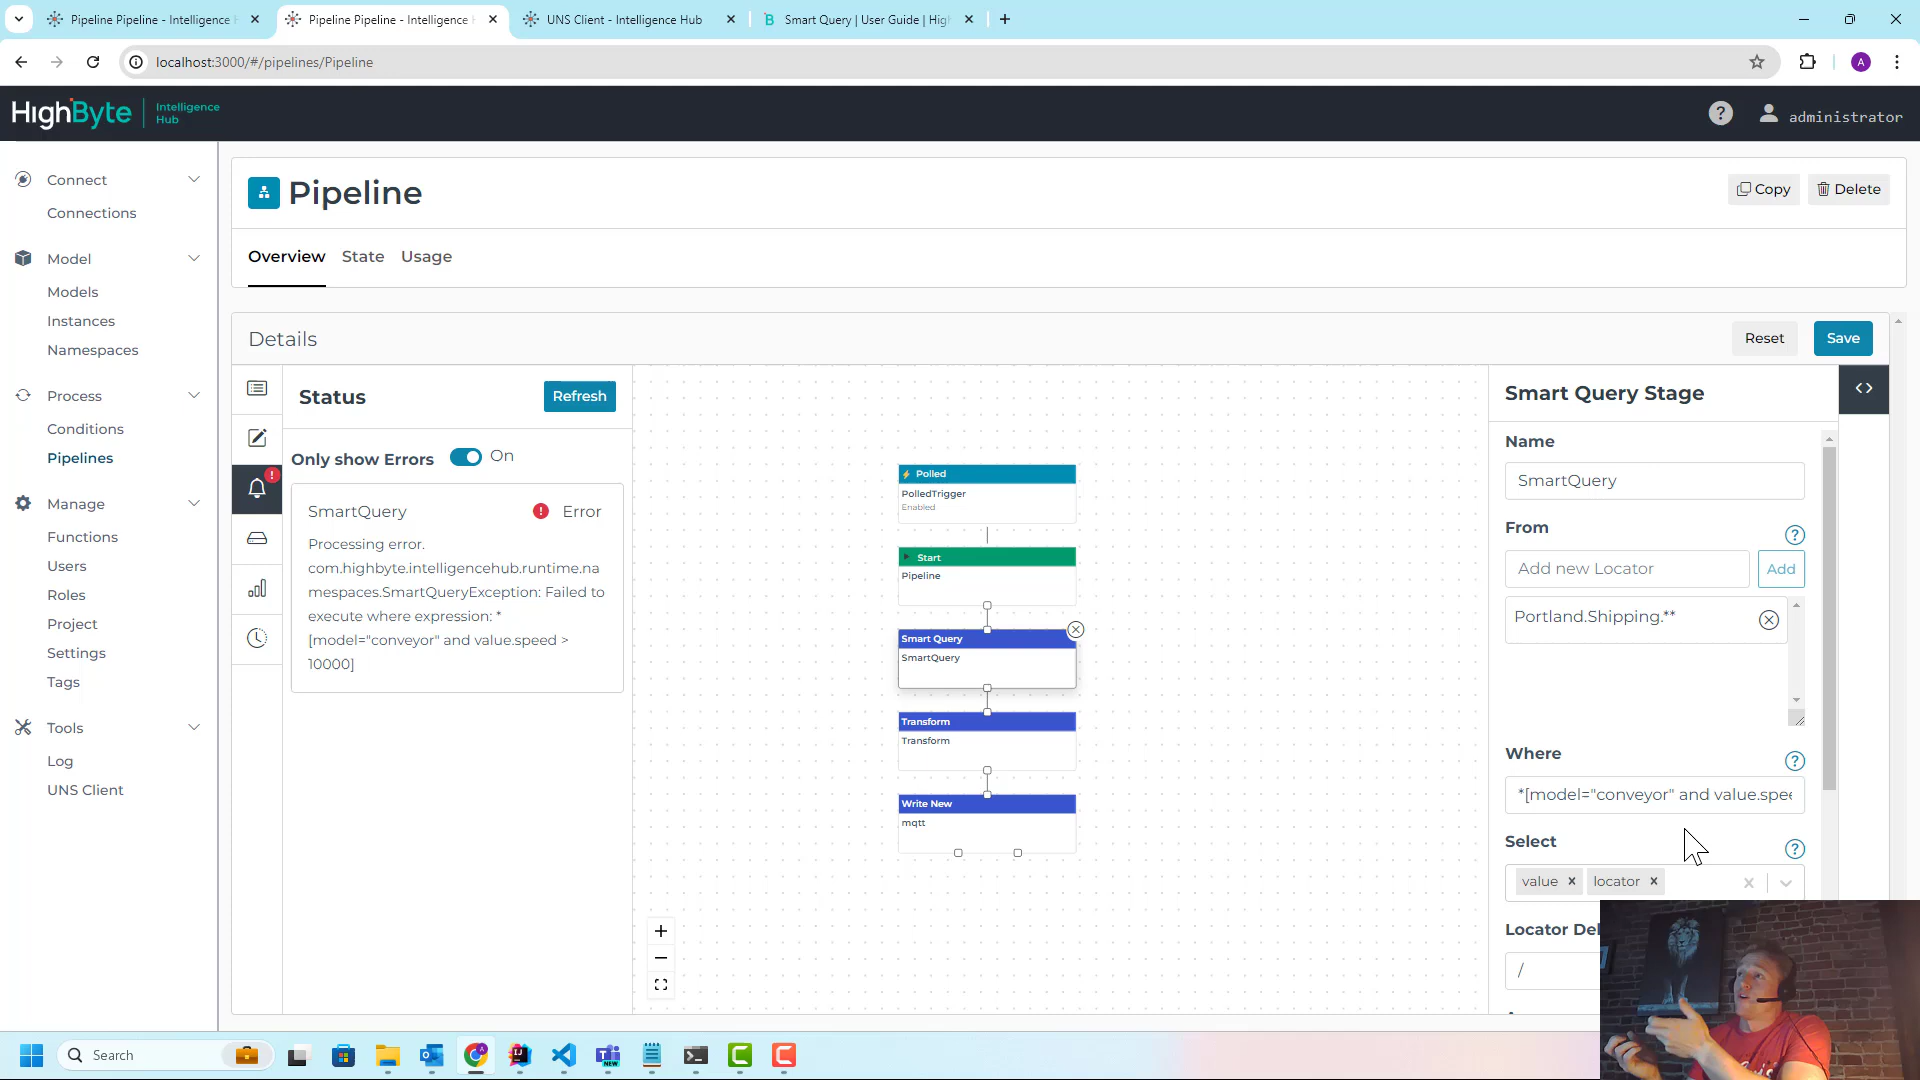 Pipeline Pipeline - Intelligence
Pipeline Pipeline - Intelligence
UNS Client - Intelligence Hub
Smart Query | User Guide | Hig
localhost:3000/#/pipelines/Pipeline
A
HighByte
Intelligence
Hub
?
administrator
Connect
Connections
Model
Models
Instances
Namespaces
Process
Conditions
Pipelines
Manage
Functions
Users
Roles
Project
Settings
Tags
Tools
Log
UNS Client
Pipeline
Copy
Delete
Overview
State
Usage
Details
Reset
Save
Status
Refresh
Only show Errors
On
SmartQuery
Error
Processing error.
com.highbyte.intelligencehub.runtime.na
mespaces.SmartQueryException: Failed to
execute where expression: *
[model="conveyor" and value.speed >
10000]
Polled
PolledTrigger
Enabled
Start
Pipeline
Smart Query
SmartQuery
Transform
Transform
Write New
mqtt
Smart Query Stage
Name
SmartQuery
From
?
Add new Locator
Add
Portland.Shipping.**
Where
?
*[model="conveyor" and value.spee
Select
?
value
locator
Locator Del
/
Search
NEW